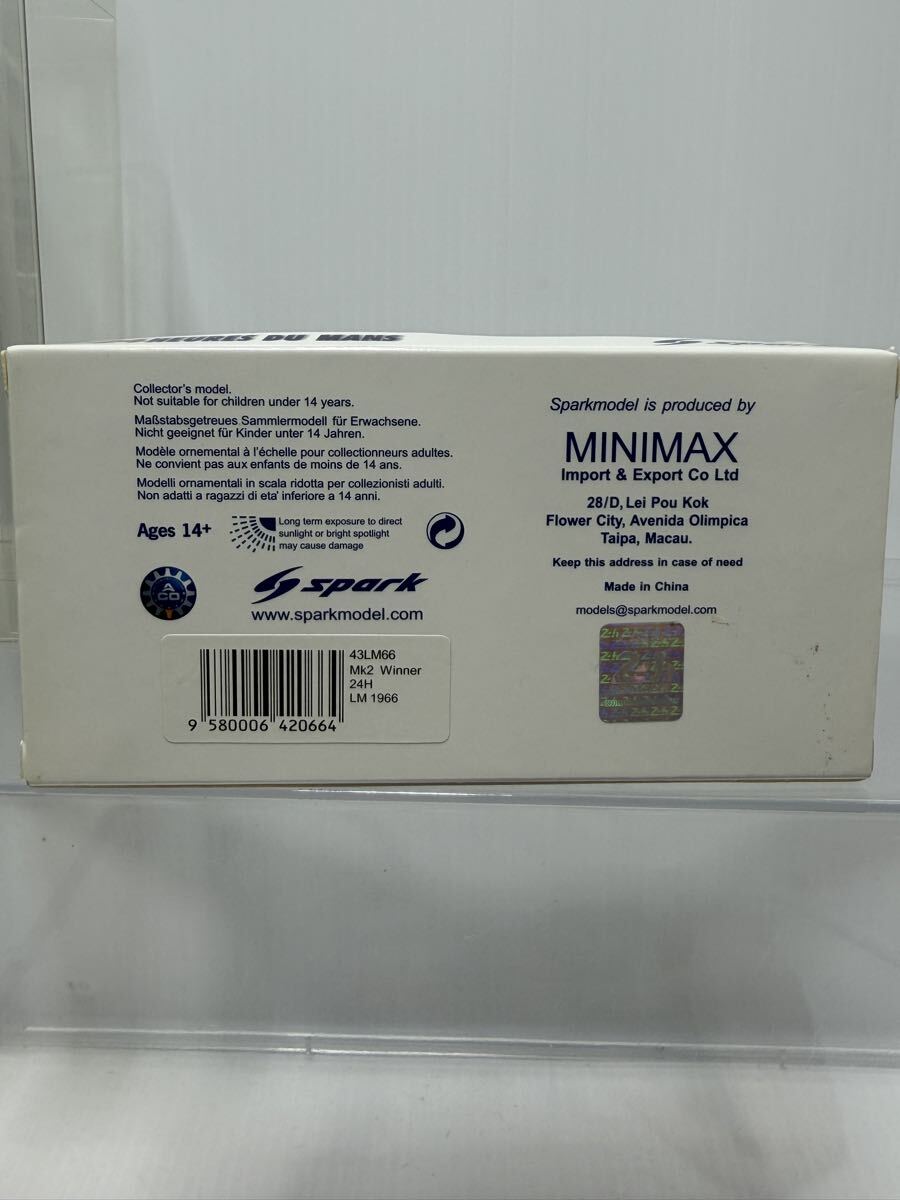 HEURES DU MANS
spark
Collector's model.
Not suitable for children under 14 years.
Maßstabsgetreues Sammlermodell für Erwachsene.
Nicht geeignet für Kinder unter 14 Jahren.
Modèle ornemental à l'échelle pour collectionneurs adultes.
Ne convient pas aux enfants de moins de 14 ans.
Modelli ornamentali in scala ridotta per collezionisti adulti.
Non adatti a ragazzi di eta' inferiore a 14 anni.
Ages 14+
Long term exposure to direct
sunlight or bright spotlight
may cause damage
ACO
spark
www.sparkmodel.com
43LM66
Mk2 Winner
24H
LM 1966
9 580006 420664
Sparkmodel is produced by
MINIMAX
Import & Export Co Ltd
28/D, Lei Pou Kok
Flower City, Avenida Olimpica
Taipa, Macau.
Keep this address in case of need
Made in China
models@sparkmodel.com